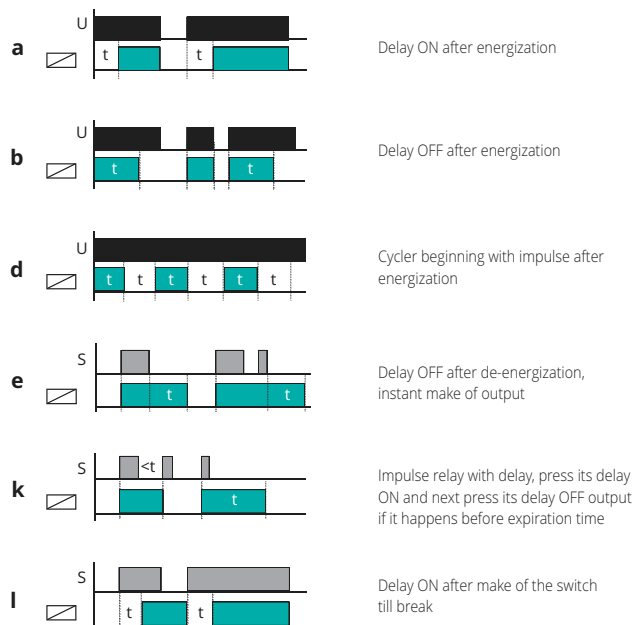 U
a
t
t
Delay ON after energization
U
b
t
t
Delay OFF after energization
U
d
t
t
t
t
t
t
Cycler beginning with impulse after
energization
S
e
t
t
Delay OFF after de-energization,
instant make of output
S
<t
k
t
Impulse relay with delay, press its delay
ON and next press its delay OFF output
if it happens before expiration time
S
l
t
t
Delay ON after make of the switch
till break